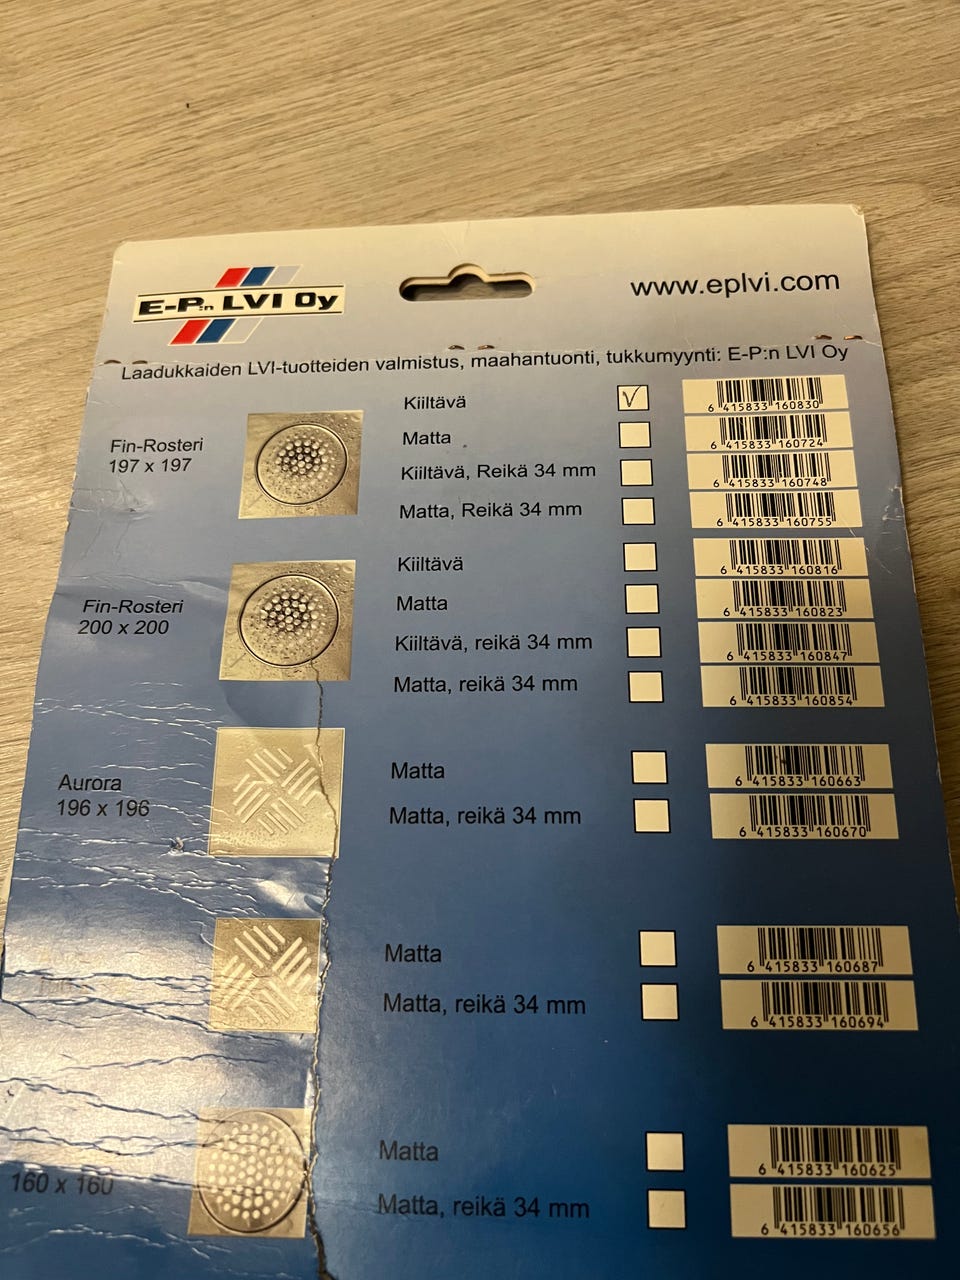 E-P:n LVI Oy
www.eplvi.com
Laadukkaiden LVI-tuotteiden valmistus, maahantuonti, tukkumyynti: E-P:n LVI Oy
Fin-Rosteri
197 x 197
Kiiltävä
6 415833 160830
Matta
6 415833 160724
Kiiltävä, Reikä 34 mm
6 415833 160748
Matta, Reikä 34 mm
6 415833 160755
Fin-Rosteri
200 x 200
Kiiltävä
6 415833 160816
Matta
6 415833 160823
Kiiltävä, reikä 34 mm
6 415833 160847
Matta, reikä 34 mm
6 415833 160854
Aurora
196 x 196
Matta
6 415833 160663
Matta, reikä 34 mm
6 415833 160670
Matta
6 415833 160687
Matta, reikä 34 mm
6 415833 160694
160 x 160
Matta
6 415833 160625
Matta, reikä 34 mm
6 415833 160656